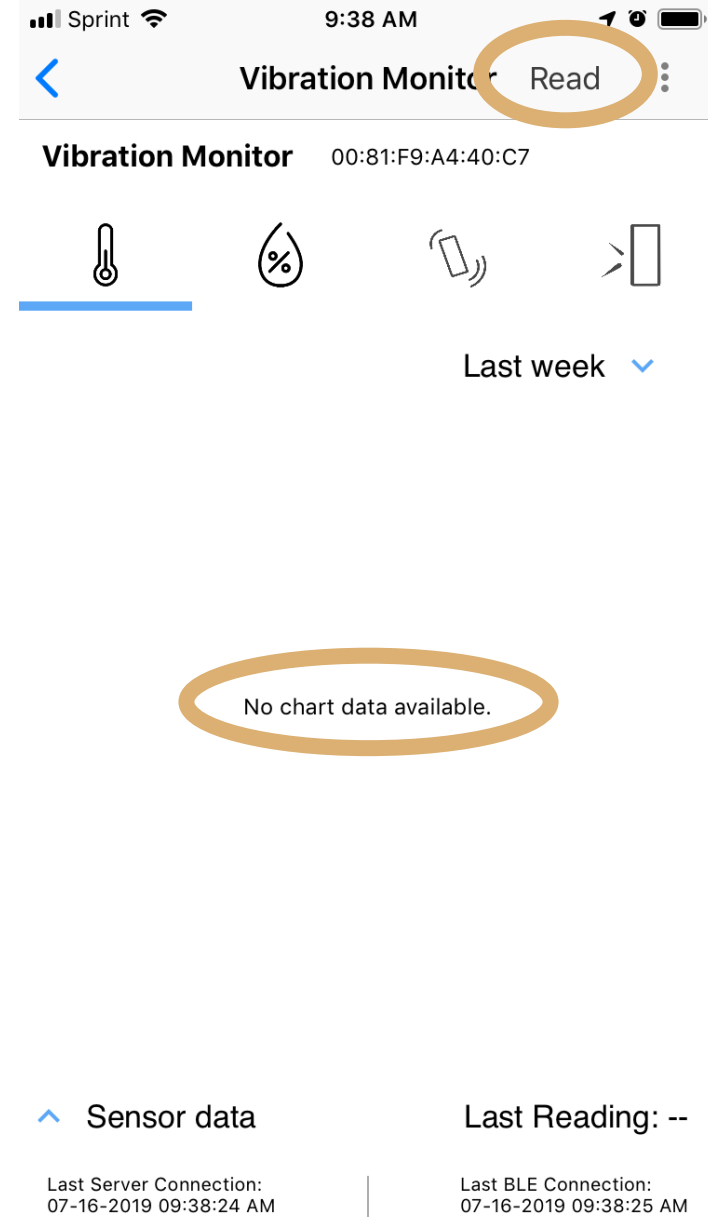 Sprint 9:38 AM
Vibration Monitor Read
Vibration Monitor 00:81:F9:A4:40:C7
%
Last week
No chart data available.
Sensor data Last Reading: --
Last Server Connection: Last BLE Connection:
07-16-2019 09:38:24 AM 07-16-2019 09:38:25 AM